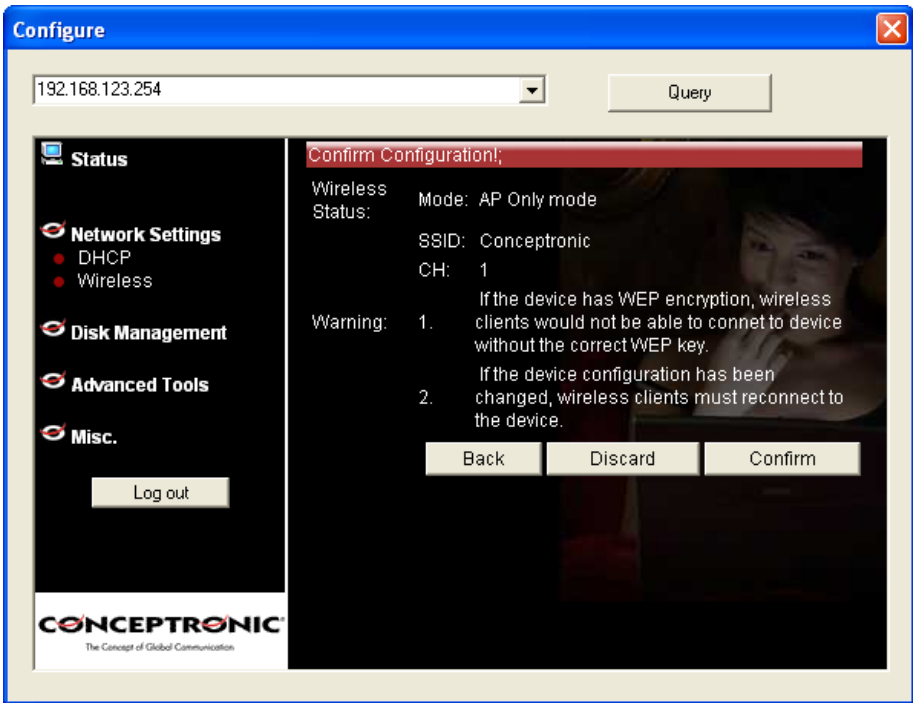 Configure
192.168.123.254
Query
Status
Network Settings
DHCP
Wireless
Disk Management
Advanced Tools
Misc.
Log out
CONCEPTRONIC
The Concept of Global Communication
Confirm Configuration!;
Wireless Status:
Mode: AP Only mode
SSID: Conceptronic
CH: 1
Warning:
1. If the device has WEP encryption, wireless
clients would not be able to connet to device
without the correct WEP key.
2. If the device configuration has been
changed, wireless clients must reconnect to
the device.
Back
Discard
Confirm